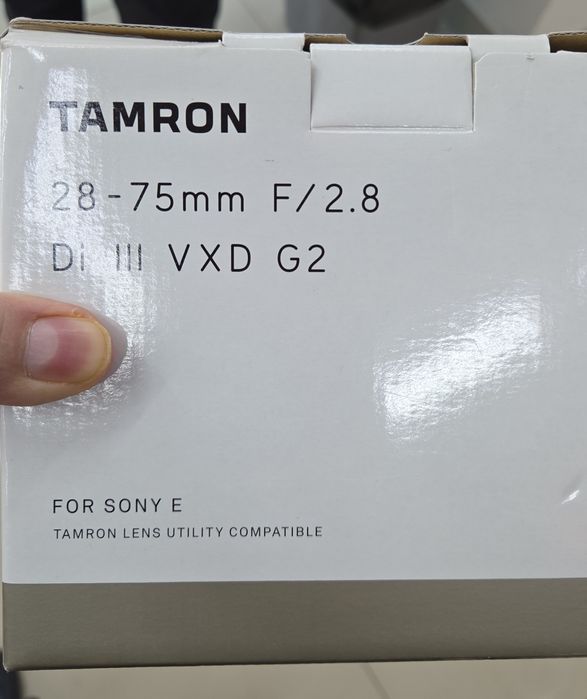 TAMRON
28-75mm F/2.8
Di III VXD G2
FOR SONY E
TAMRON LENS UTILITY COMPATIBLE